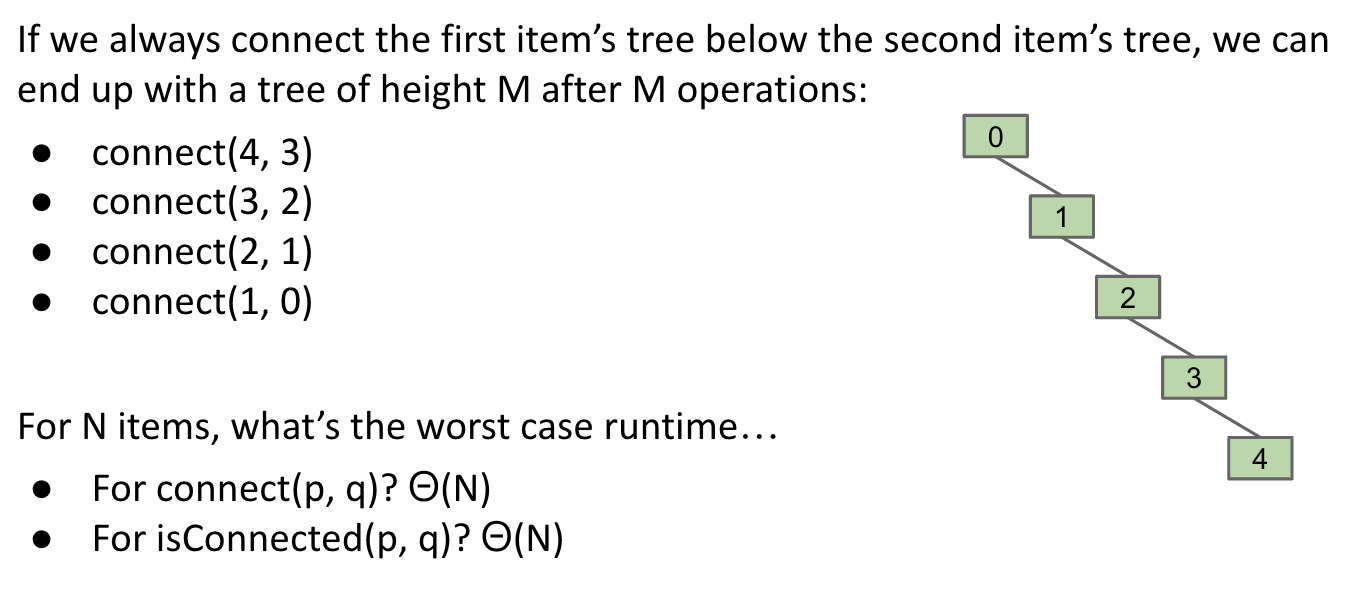 If we always connect the first item’s tree below the second item’s tree, we can
end up with a tree of height M after M operations:
● connect(4, 3)
● connect(3, 2)
● connect(2, 1)
● connect(1, 0)
0
1
2
3
4
For N items, what’s the worst case runtime…
● For connect(p, q)? Θ(N)
● For isConnected(p, q)? Θ(N)